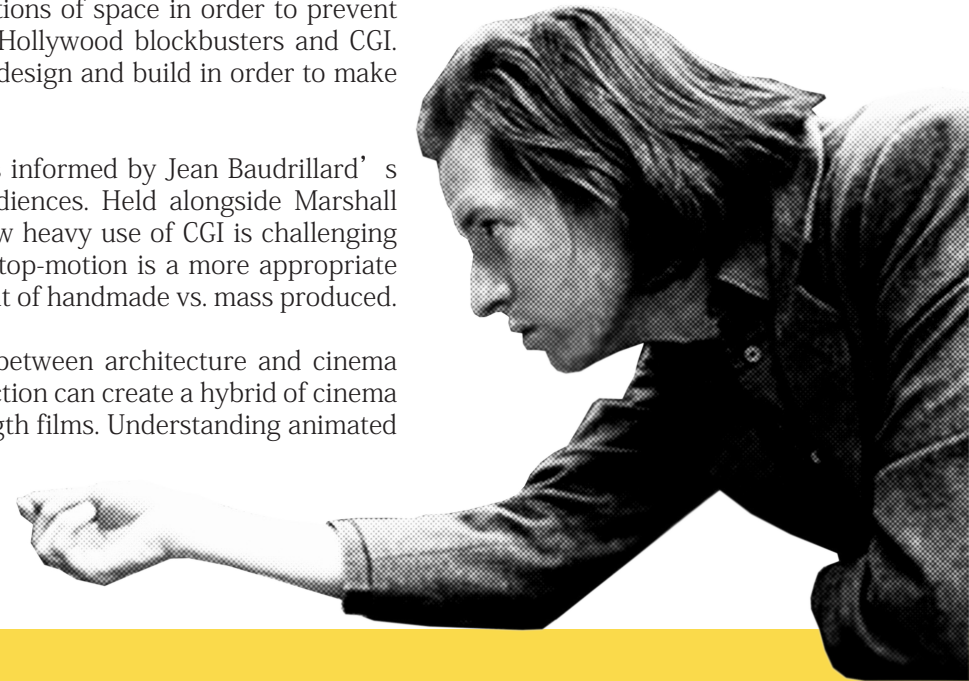 tions of space in order to prevent
Hollywood blockbusters and CGI.
design and build in order to make
informed by Jean Baudrillard’ s
diences. Held alongside Marshall
w heavy use of CGI is challenging
top-motion is a more appropriate
t of handmade vs. mass produced.
between architecture and cinema
ction can create a hybrid of cinema
gth films. Understanding animated